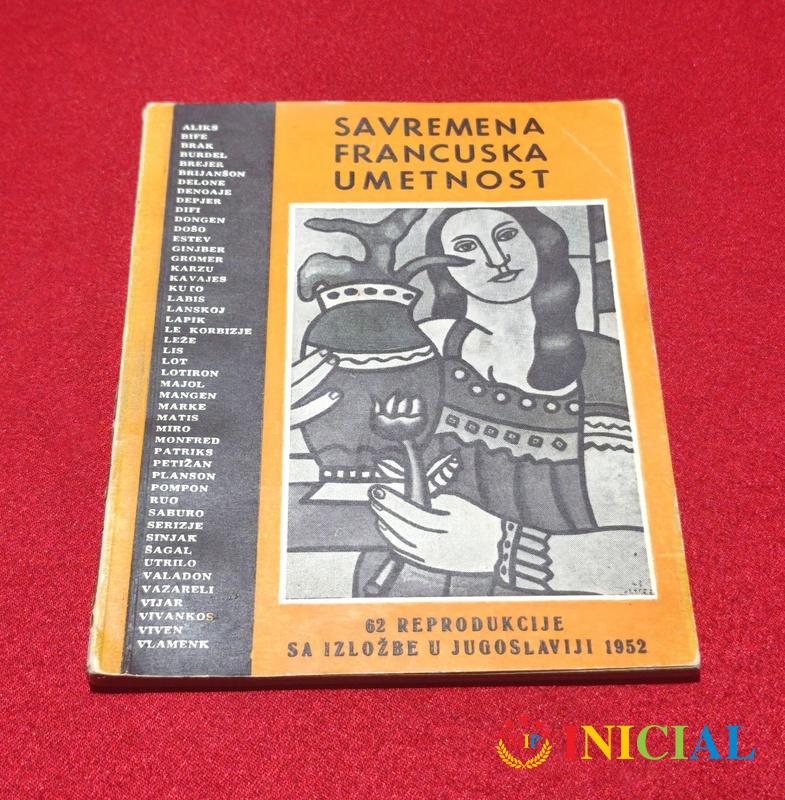 SAVREMENA
FRANCUSKA
UMETNOST
ALIKS
BIFE
BRAK
BURDEL
BREJER
BRIJANŠON
DELONE
DENOAJE
DEPJER
DIFI
DONGEN
DOŠO
ESTEV
GINJBER
GROMER
KARZU
KAVAJES
KUTO
LABIS
LANSKOJ
LAPIK
LE KORBIZJE
LEŽE
LIS
LOT
LOTIRON
MAJOL
MANGEN
MARKE
MATIS
MIRO
MONFRED
PATRIKS
PETIŽAN
PLANSON
POMPON
RUO
SABURO
SERIZJE
SINJAK
ŠAGAL
UTRILO
VALADON
VAZARELI
VIJAR
VIVANKOS
VIVEN
VLAMENK
62 REPRODUKCIJE
SA IZLOŽBE U JUGOSLAVIJI 1952
IP INICIAL